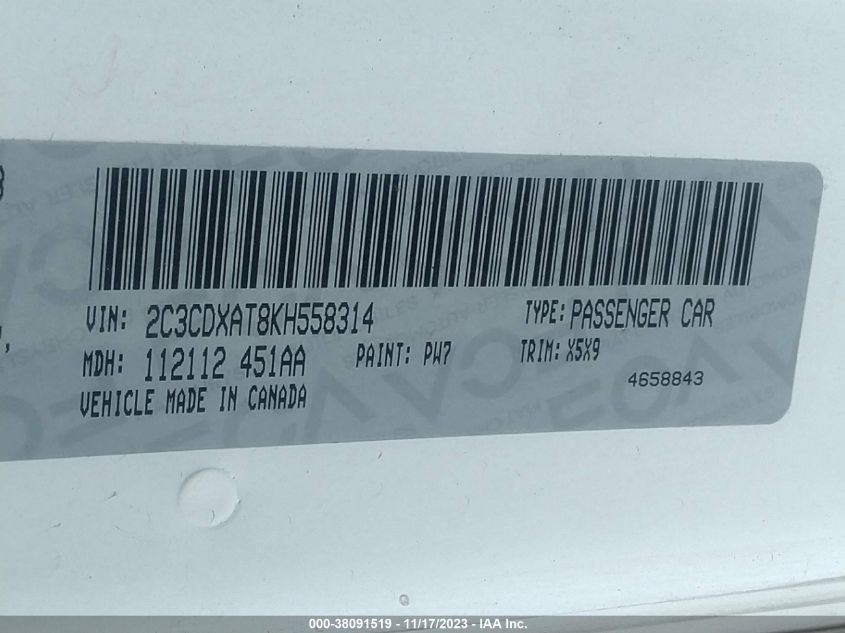 VIN: 2C3CDXAT8KH558314 TYPE: PASSENGER CAR
MDH: 112112 451AA PAINT: PW7 TRIM: X5X9
4658843
VEHICLE MADE IN CANADA
000-38091519 - 11/17/2023 - IAA Inc.